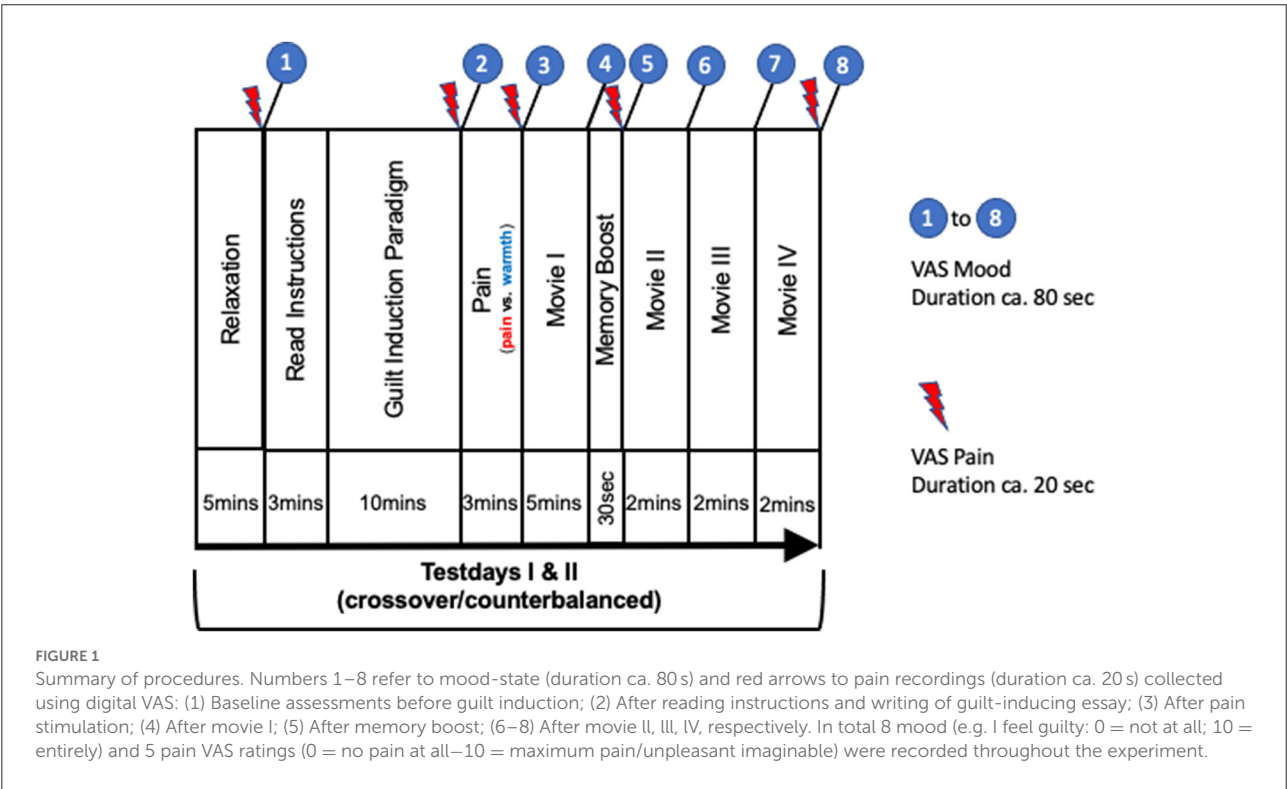 1 2 3 4 5 6 7 8
Relaxation
Read Instructions
Guilt Induction Paradigm
Pain
(pain vs. warmth)
Movie I
Memory Boost
Movie II
Movie III
Movie IV
5mins 3mins 10mins 3mins 5mins 30sec 2mins 2mins 2mins
Testdays I & II
(crossover/counterbalanced)
1 to 8
VAS Mood
Duration ca. 80 sec
VAS Pain
Duration ca. 20 sec
FIGURE 1
Summary of procedures. Numbers 1–8 refer to mood-state (duration ca. 80 s) and red arrows to pain recordings (duration ca. 20 s) collected
using digital VAS: (1) Baseline assessments before guilt induction; (2) After reading instructions and writing of guilt-inducing essay; (3) After pain
stimulation; (4) After movie I; (5) After memory boost; (6–8) After movie II, III, IV, respectively. In total 8 mood (e.g. I feel guilty: 0 = not at all; 10 =
entirely) and 5 pain VAS ratings (0 = no pain at all–10 = maximum pain/unpleasant imaginable) were recorded throughout the experiment.